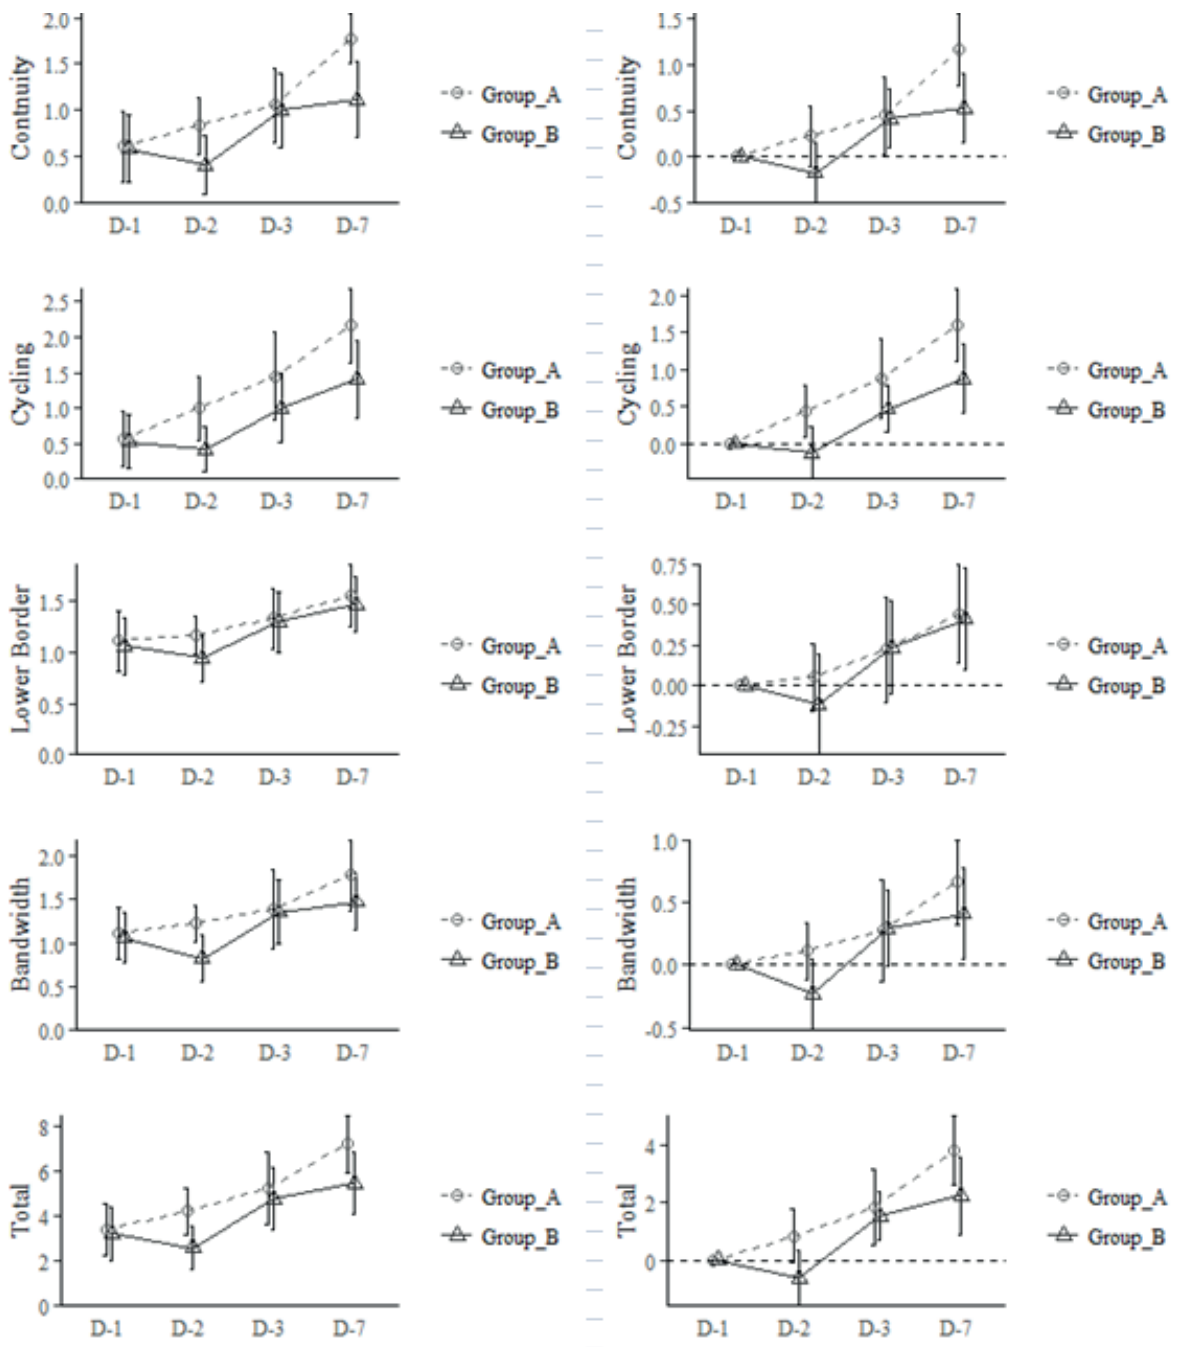 2.0
1.5
1.0
0.5
0.0
Contnuity
D-1 D-2 D-3 D-7
Group_A
Group_B
1.5
1.0
0.5
0.0
-0.5
Contnuity
D-1 D-2 D-3 D-7
Group_A
Group_B
2.5
2.0
1.5
1.0
0.5
0.0
Cycling
D-1 D-2 D-3 D-7
Group_A
Group_B
2.0
1.5
1.0
0.5
0.0
Cycling
D-1 D-2 D-3 D-7
Group_A
Group_B
1.5
1.0
0.5
0.0
Lower Border
D-1 D-2 D-3 D-7
Group_A
Group_B
0.75
0.50
0.25
0.00
-0.25
Lower Border
D-1 D-2 D-3 D-7
Group_A
Group_B
2.0
1.5
1.0
0.5
0.0
Bandwidth
D-1 D-2 D-3 D-7
Group_A
Group_B
1.0
0.5
0.0
-0.5
Bandwidth
D-1 D-2 D-3 D-7
Group_A
Group_B
8
6
4
2
0
Total
D-1 D-2 D-3 D-7
Group_A
Group_B
4
2
0
Total
D-1 D-2 D-3 D-7
Group_A
Group_B